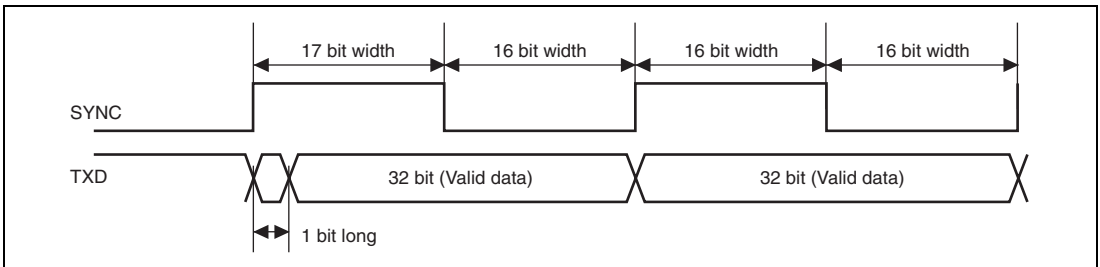 17 bit width 16 bit width 16 bit width 16 bit width
SYNC
TXD 32 bit (Valid data) 32 bit (Valid data)
1 bit long